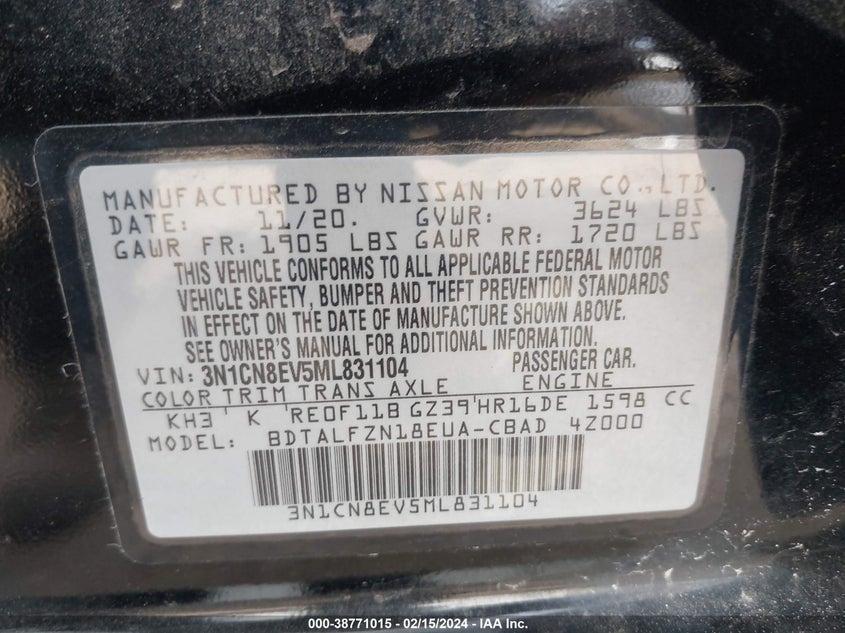 MANUFACTURED BY NISSAN MOTOR CO.,LTD.
DATE: 11/20. GVWR: 3624 LBS
GAWR FR: 1905 LBS GAWR RR: 1720 LBS
THIS VEHICLE CONFORMS TO ALL APPLICABLE FEDERAL MOTOR
VEHICLE SAFETY, BUMPER AND THEFT PREVENTION STANDARDS
IN EFFECT ON THE DATE OF MANUFACTURE SHOWN ABOVE.
SEE OWNER'S MANUAL FOR ADDITIONAL INFORMATION.
VIN: 3N1CN8EV5ML831104 PASSENGER CAR.
COLOR TRIM TRANS AXLE ENGINE
KH3 K RE0F11B GZ39 HR16DE 1598 CC
MODEL: BDTALFZN18EUA-CBAD 4Z000
3N1CN8EV5ML831104
000-38771015 - 02/15/2024 - IAA Inc.